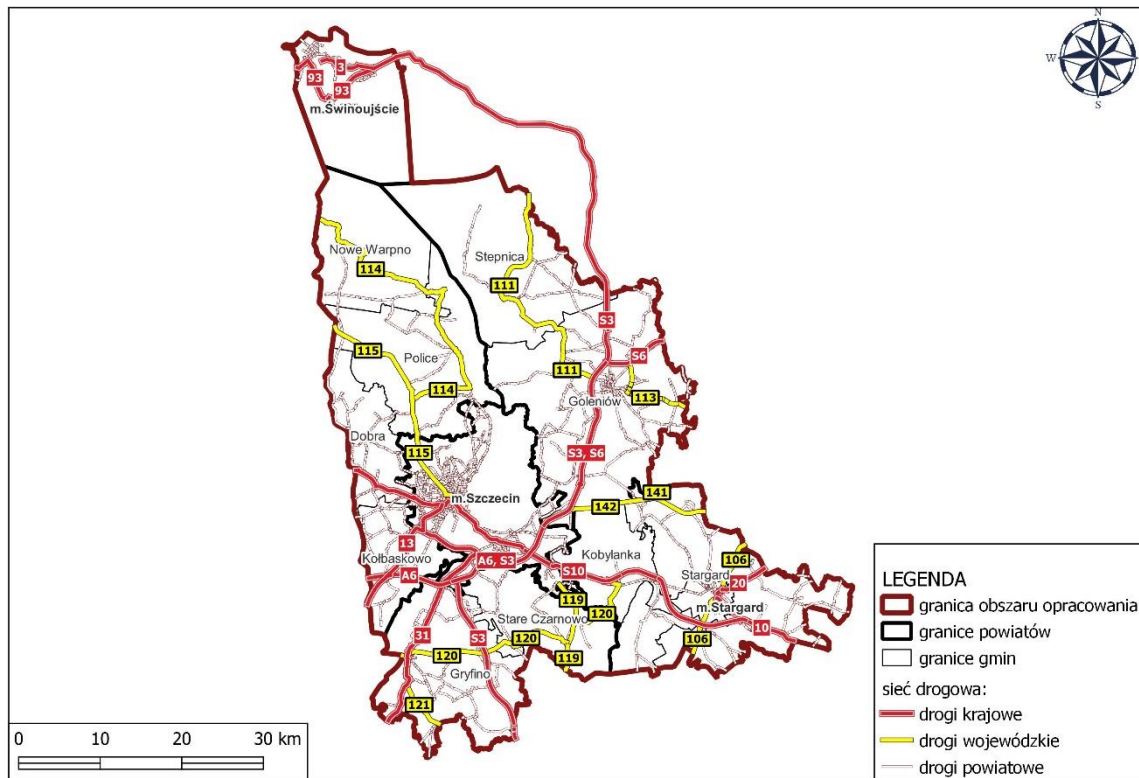 N
W
E
S
3
93
93
m.Świnoujście
Nowe Warpno
114
Stepnica
111
S3
115
S6
Police
111
114
Goleniów
113
Dobra
115
S3, S6
m.Szczecin
141
142
13
Kołbaskowo
A6, S3
Kobylanka
106
A6
S10
Stargard
20
119
120
m.Stargard
Stare Czarnowo
10
31
S3
120
106
120
119
Gryfino
121
LEGENDA
granica obszaru opracowania
granice powiatów
granice gmin
sieć drogowa:
drogi krajowe
drogi wojewódzkie
drogi powiatowe
0 10 20 30 km